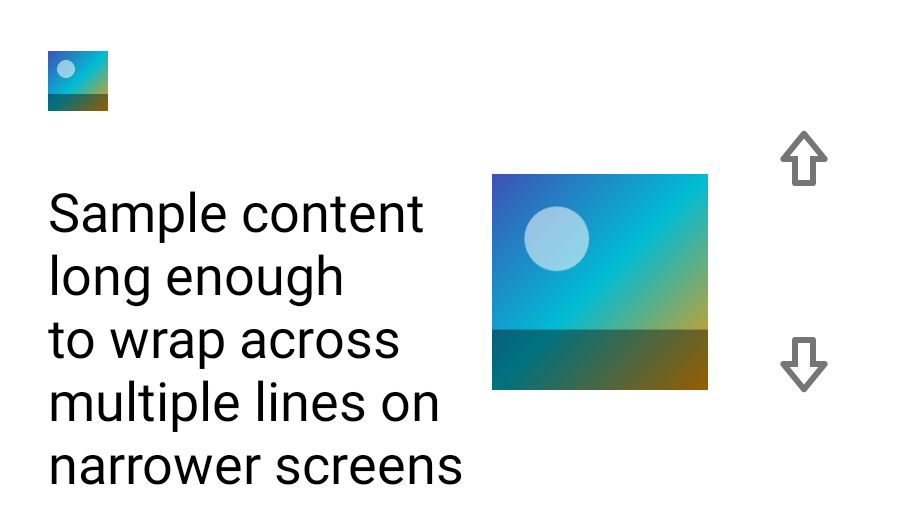 Sample content
long enough
to wrap across
multiple lines on
narrower screens